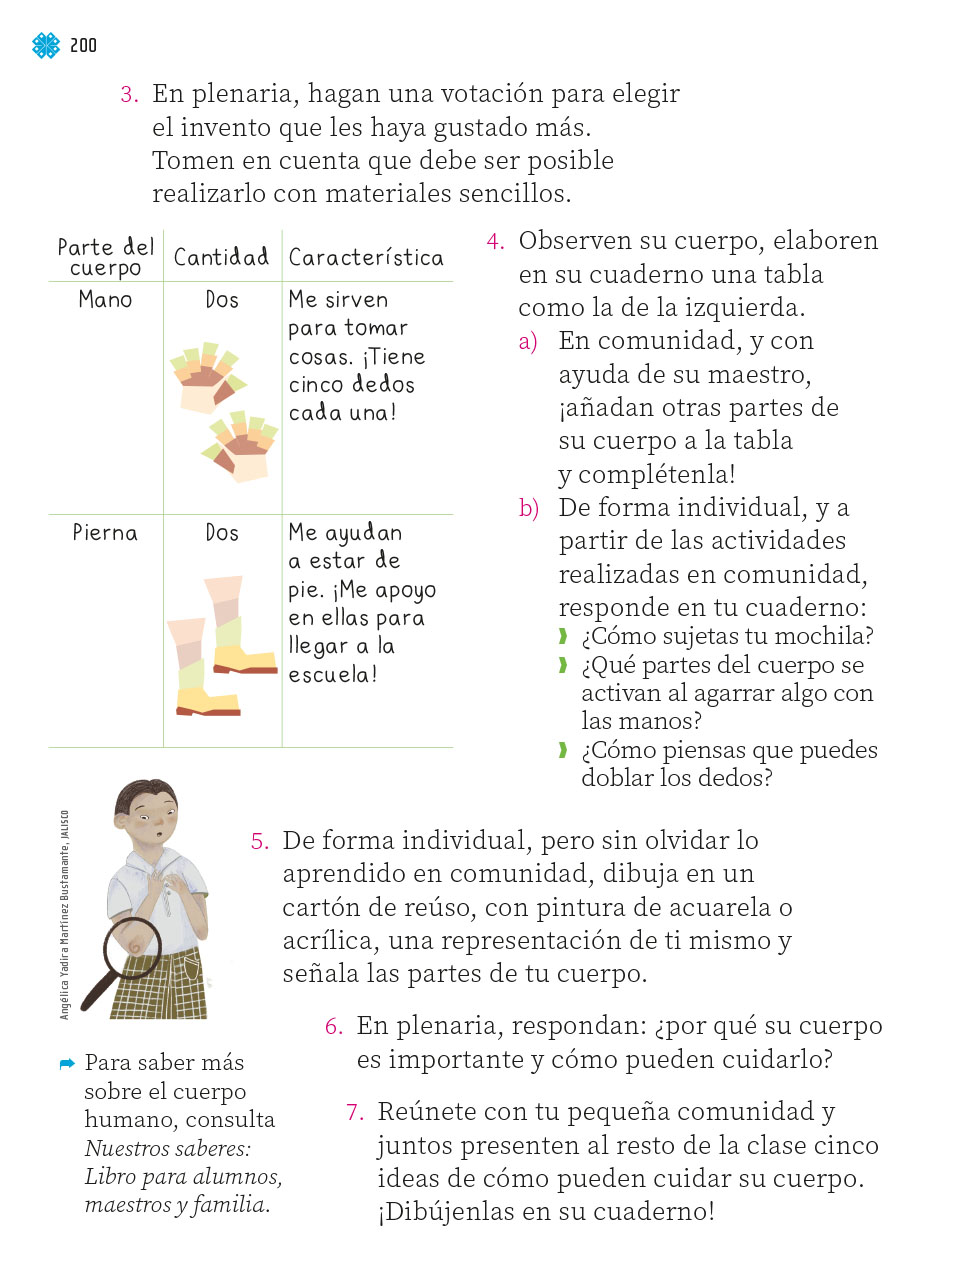 200
3. En plenaria, hagan una votación para elegir
el invento que les haya gustado más.
Tomen en cuenta que debe ser posible
realizarlo con materiales sencillos.
Parte del
cuerpo
Cantidad
Característica
Mano
Dos
Me sirven
para tomar
cosas. ¡Tiene
cinco dedos
cada una!
Pierna
Dos
Me ayudan
a estar de
pie. ¡Me apoyo
en ellas para
llegar a la
escuela!
4. Observen su cuerpo, elaboren
en su cuaderno una tabla
como la de la izquierda.
a) En comunidad, y con
ayuda de su maestro,
¡añadan otras partes de
su cuerpo a la tabla
y complétenla!
b) De forma individual, y a
partir de las actividades
realizadas en comunidad,
responde en tu cuaderno:
¿Cómo sujetas tu mochila?
¿Qué partes del cuerpo se
activan al agarrar algo con
las manos?
¿Cómo piensas que puedes
doblar los dedos?
Angélica Yadira Martínez Bustamante, JALISCO
5. De forma individual, pero sin olvidar lo
aprendido en comunidad, dibuja en un
cartón de reúso, con pintura de acuarela o
acrílica, una representación de ti mismo y
señala las partes de tu cuerpo.
6. En plenaria, respondan: ¿por qué su cuerpo
es importante y cómo pueden cuidarlo?
Para saber más
sobre el cuerpo
humano, consulta
Nuestros saberes:
Libro para alumnos,
maestros y familia.
7. Reúnete con tu pequeña comunidad y
juntos presenten al resto de la clase cinco
ideas de cómo pueden cuidar su cuerpo.
¡Dibújenlas en su cuaderno!